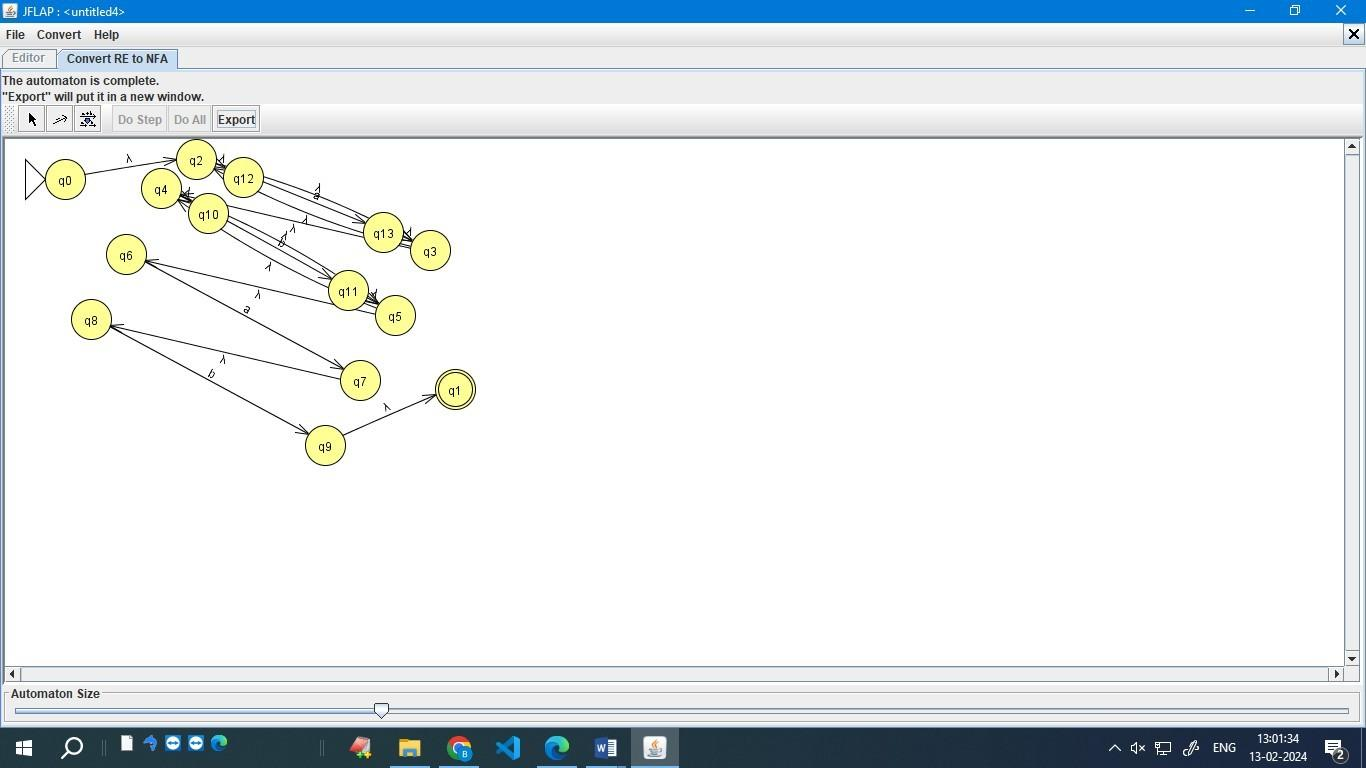 JFLAP : <untitled4>
File Convert Help
Editor Convert RE to NFA
The automaton is complete.
"Export" will put it in a new window.
Do Step Do All Export
q0
λ
q2
λ
q12
λ
a
q4
λ
q10
λ
λ
λ
b
q13
λ
q3
q6
λ
q11
λ
q5
λ
a
q8
λ
b
q7
q1
λ
q9
Automaton Size
ENG
13:01:34
13-02-2024
2